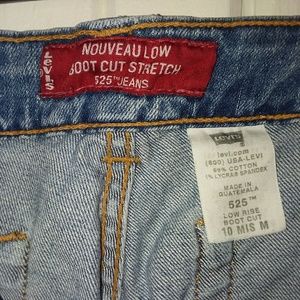 Levi's
NOUVEAU LOW
BOOT CUT STRETCH
525™ JEANS
Levi's
levi.com
(800) USA-LEVI
99% COTTON
1% LYCRA® SPANDEX
MADE IN
GUATEMALA
525™
LOW RISE
BOOT CUT
10 MIS M